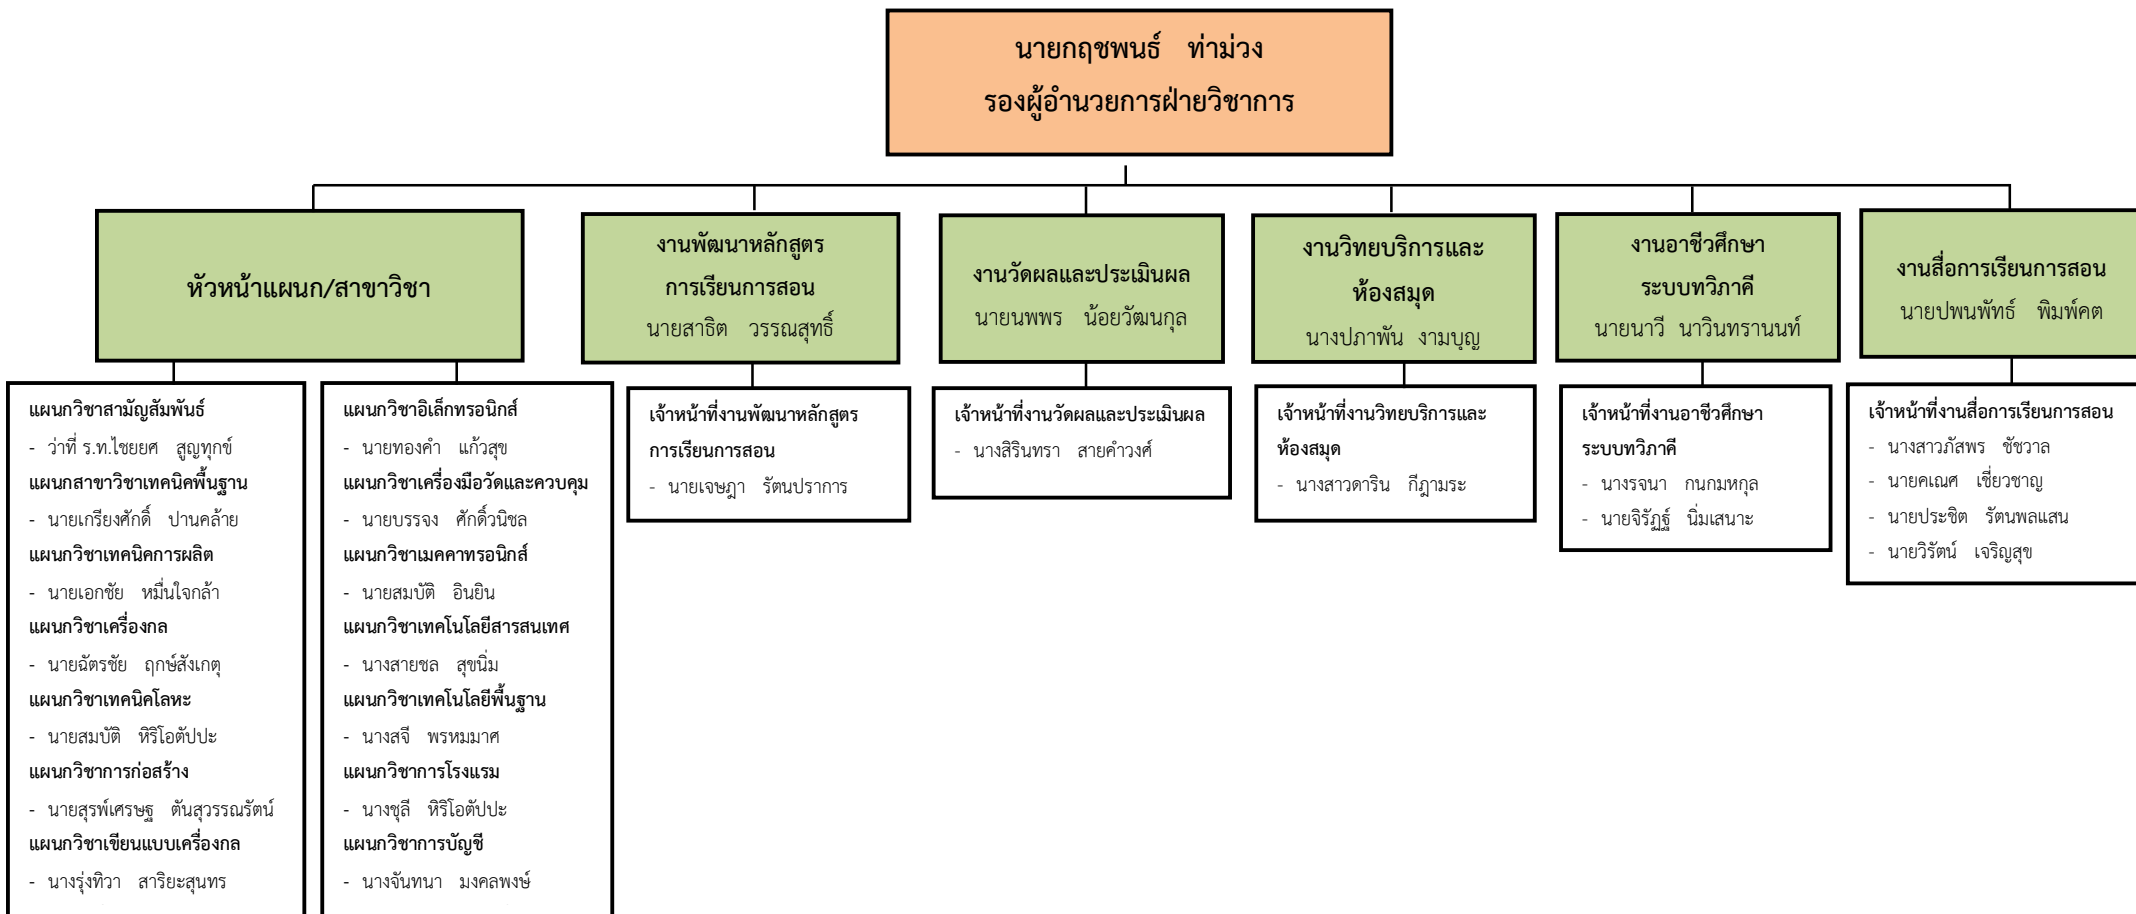 นายกฤชพนธ์ ท่าม่วง
รองผู้อำนวยการฝ่ายวิชาการ
หัวหน้าแผนก/สาขาวิชา
งานพัฒนาหลักสูตร
การเรียนการสอน
นายสาธิต วรรณสุทธิ์
งานวัดผลและประเมินผล
นายนพพร น้อยวัฒนกุล
งานวิทยบริการและ
ห้องสมุด
นางปภาพัน งามบุญ
งานอาชีวศึกษา
ระบบทวิภาคี
นายนาวี นาวินทรานนท์
งานสื่อการเรียนการสอน
นายปพนพัทธ์ พิมพ์คต
แผนกวิชาสามัญสัมพันธ์
- ว่าที่ ร.ท.ไชยยศ สูญทุกข์
แผนกสาขาวิชาเทคนิคพื้นฐาน
- นายเกรียงศักดิ์ ปานคล้าย
แผนกวิชาเทคนิคการผลิต
- นายเอกชัย หมื่นใจกล้า
แผนกวิชาเครื่องกล
- นายฉัตรชัย ฤกษ์สังเกตุ
แผนกวิชาเทคนิคโลหะ
- นายสมบัติ หิริโอตัปปะ
แผนกวิชาการก่อสร้าง
- นายสุรพ์เศรษฐ ตันสุวรรณรัตน์
แผนกวิชาเขียนแบบเครื่องกล
- นางรุ่งทิวา สาริยะสุนทร
แผนกวิชาอิเล็กทรอนิกส์
- นายทองคำ แก้วสุข
แผนกวิชาเครื่องมือวัดและควบคุม
- นายบรรจง ศักดิ์วนิชล
แผนกวิชาเมคคาทรอนิกส์
- นายสมบัติ อินยิน
แผนกวิชาเทคโนโลยีสารสนเทศ
- นางสายชล สุขนิ่ม
แผนกวิชาเทคโนโลยีพื้นฐาน
- นางสจี พรหมมาศ
แผนกวิชาการโรงแรม
- นางชุลี หิริโอตัปปะ
แผนกวิชาการบัญชี
- นางจันทนา มงคลพงษ์
เจ้าหน้าที่งานพัฒนาหลักสูตร
การเรียนการสอน
- นายเจษฎา รัตนปราการ
เจ้าหน้าที่งานวัดผลและประเมินผล
- นางสิรินทรา สายคำวงศ์
เจ้าหน้าที่งานวิทยบริการและ
ห้องสมุด
- นางสาวดาริน กีฎามระ
เจ้าหน้าที่งานอาชีวศึกษา
ระบบทวิภาคี
- นางรจนา กนกมหกุล
- นายจิรัฏฐ์ นิ่มเสนาะ
เจ้าหน้าที่งานสื่อการเรียนการสอน
- นางสาวภัสพร ชัชวาล
- นายคเณศ เชี่ยวชาญ
- นายประชิต รัตนพลแสน
- นายวิรัตน์ เจริญสุข